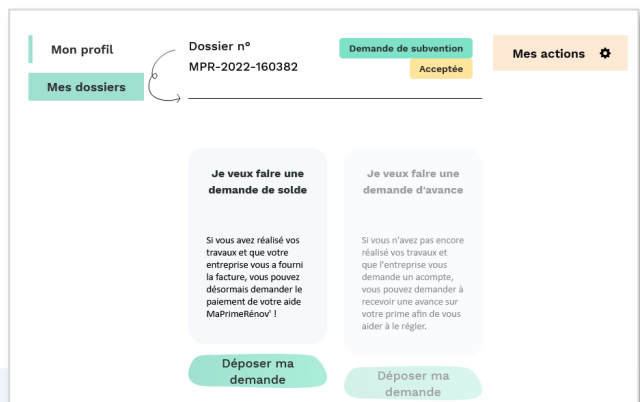 Mon profil
Mes dossiers
Dossier n°
MPR-2022-160382
Demande de subvention
Acceptée
Mes actions
Je veux faire une
demande de solde
Si vous avez réalisé vos
travaux et que votre
entreprise vous a fourni
la facture, vous pouvez
désormais demander le
paiement de votre aide
MaPrimeRénov' !
Déposer ma
demande
Je veux faire une
demande d'avance
Si vous n'avez pas encore
réalisé vos travaux et
que l'entreprise vous
demande un acompte,
vous pouvez demander à
recevoir une avance sur
votre prime afin de vous
aider à le régler.
Déposer ma
demande